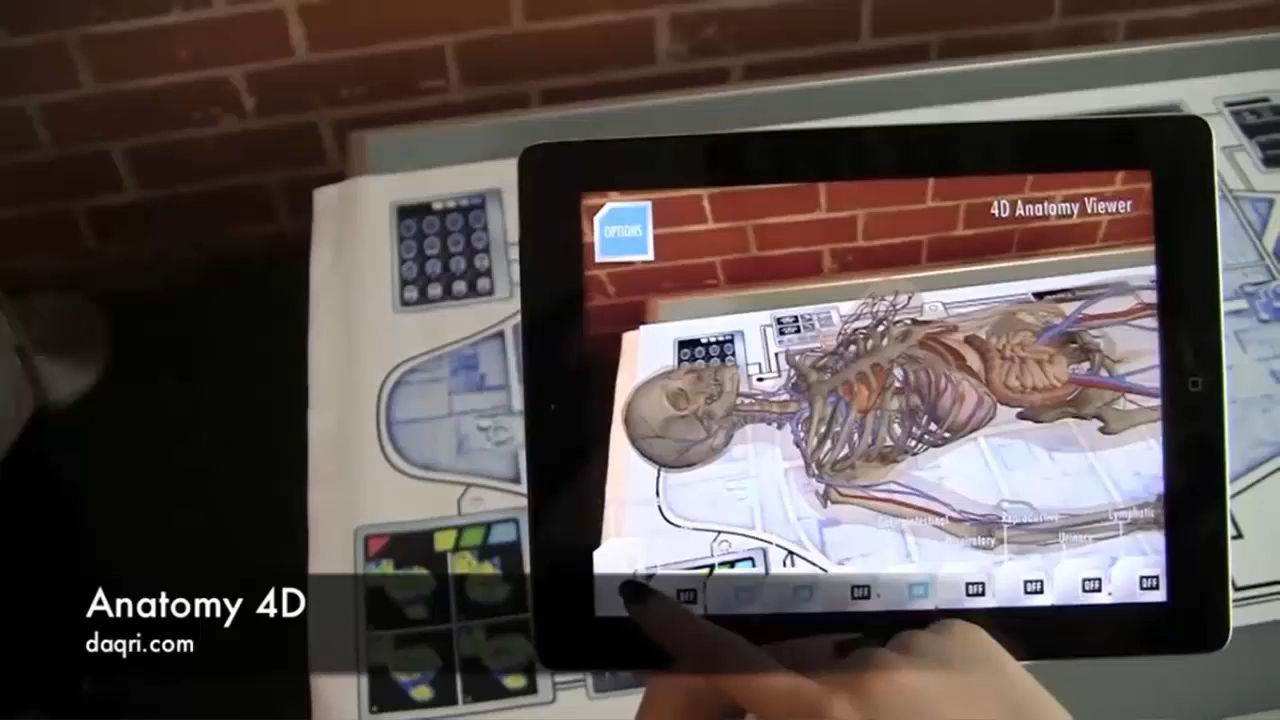 4D Anatomy Viewer
OPTIONS
Gastrointestinal
Reproductive
Lymphatic
Respiratory
Urinary
OFF
OFF
OFF
OFF
OFF
OFF
Anatomy 4D
daqri.com